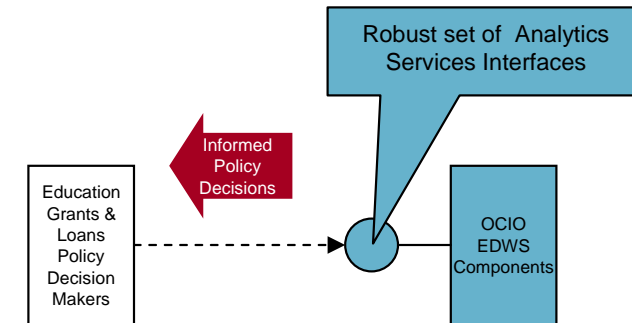 Robust set of Analytics
Services Interfaces
Informed
Policy
Decisions
Education
Grants &
Loans
Policy
Decision
Makers
OCIO
EDWS
Components